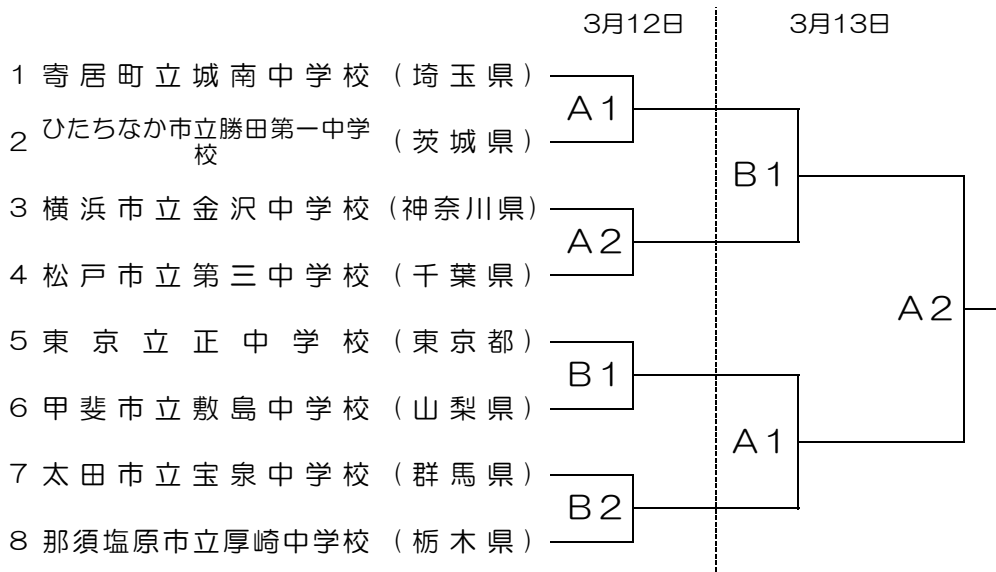 3月12日 3月13日
1 寄居町立城南中学校 (埼玉県)
A1
2 ひたちなか市立勝田第一中学
校 (茨城県)
B1
3 横浜市立金沢中学校 (神奈川県)
A2
4 松戸市立第三中学校 (千葉県)
A2
5 東京立正中学校 (東京都)
B1
6 甲斐市立敷島中学校 (山梨県)
A1
7 太田市立宝泉中学校 (群馬県)
B2
8 那須塩原市立厚崎中学校 (栃木県)